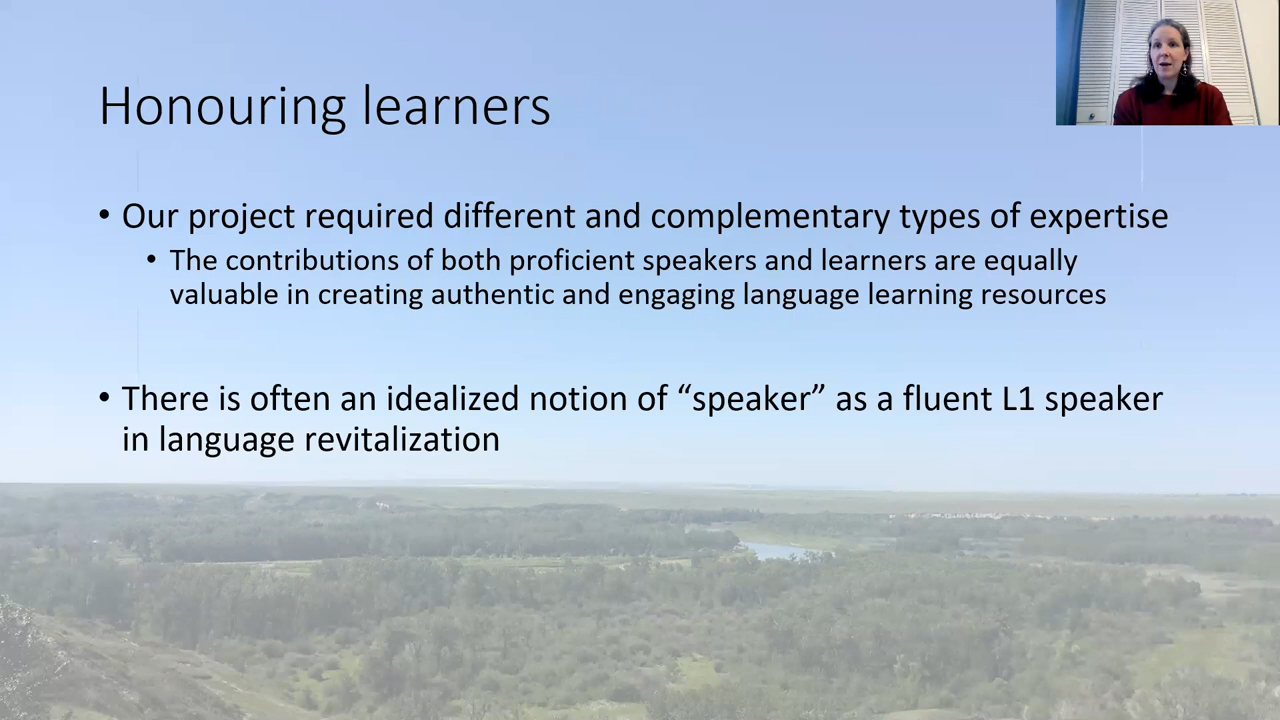 Honouring learners
• Our project required different and complementary types of expertise
• The contributions of both proficient speakers and learners are equally
valuable in creating authentic and engaging language learning resources
• There is often an idealized notion of “speaker” as a fluent L1 speaker
in language revitalization